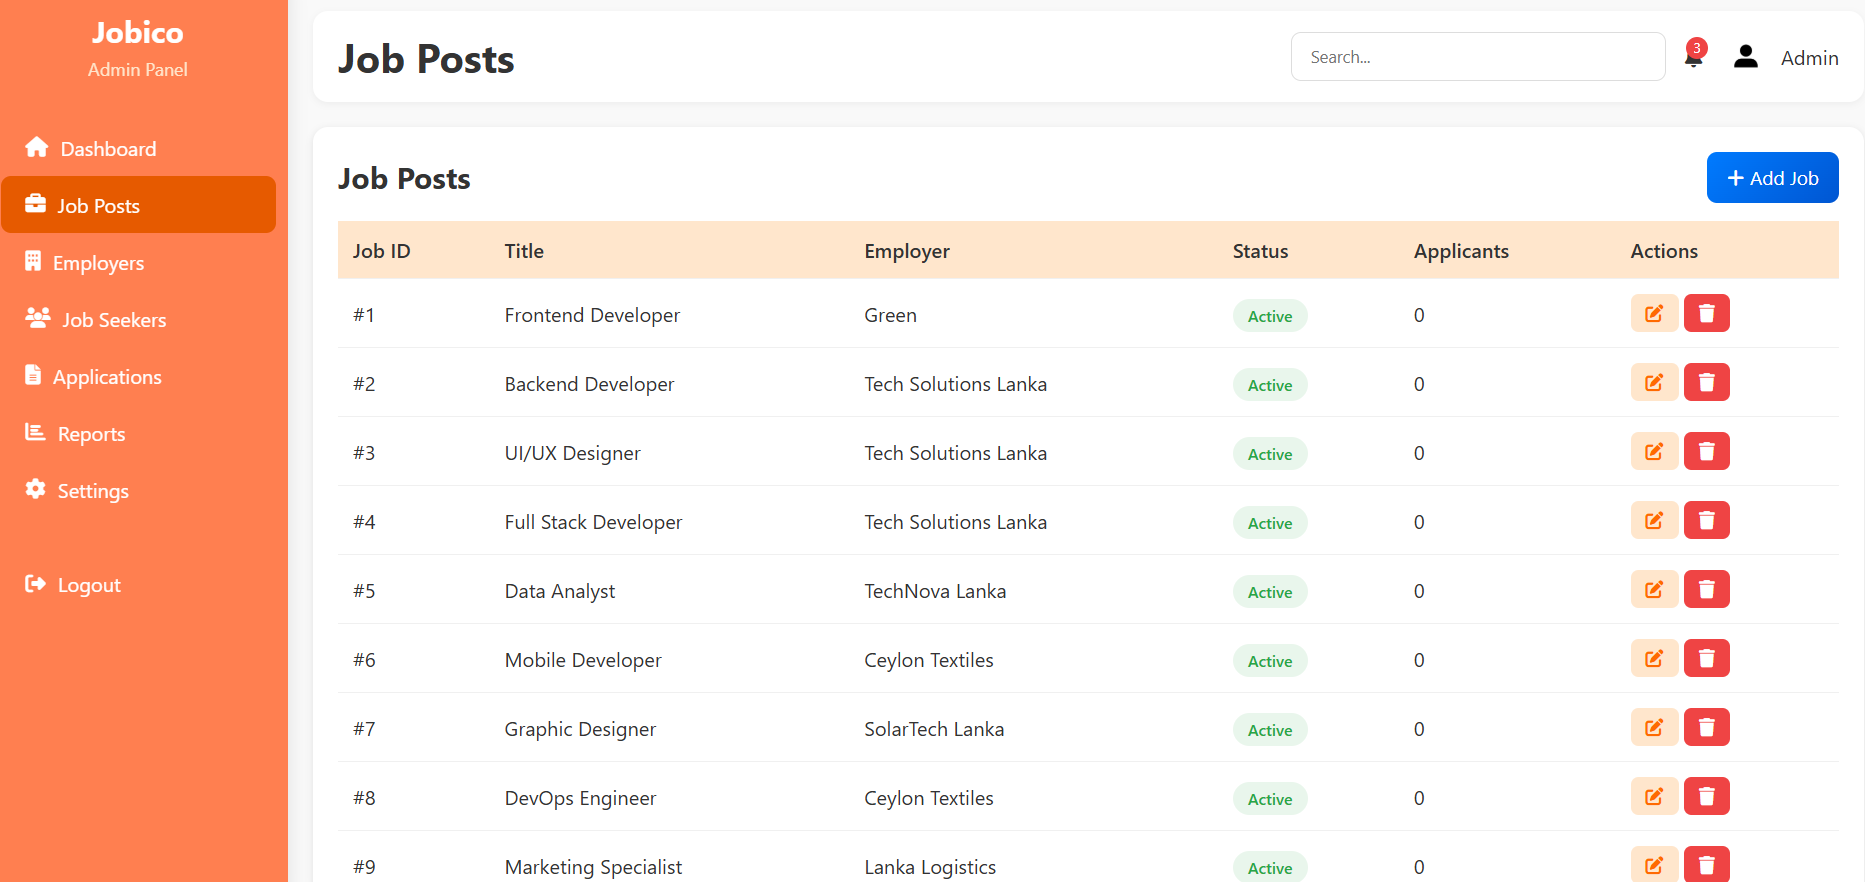 Jobico
Admin Panel
Dashboard
Job Posts
Employers
Job Seekers
Applications
Reports
Settings
Logout
Job Posts
Search...
3
Admin
Job Posts
+ Add Job
Job ID Title Employer Status Applicants Actions
#1 Frontend Developer Green Active 0
#2 Backend Developer Tech Solutions Lanka Active 0
#3 UI/UX Designer Tech Solutions Lanka Active 0
#4 Full Stack Developer Tech Solutions Lanka Active 0
#5 Data Analyst TechNova Lanka Active 0
#6 Mobile Developer Ceylon Textiles Active 0
#7 Graphic Designer SolarTech Lanka Active 0
#8 DevOps Engineer Ceylon Textiles Active 0
#9 Marketing Specialist Lanka Logistics Active 0